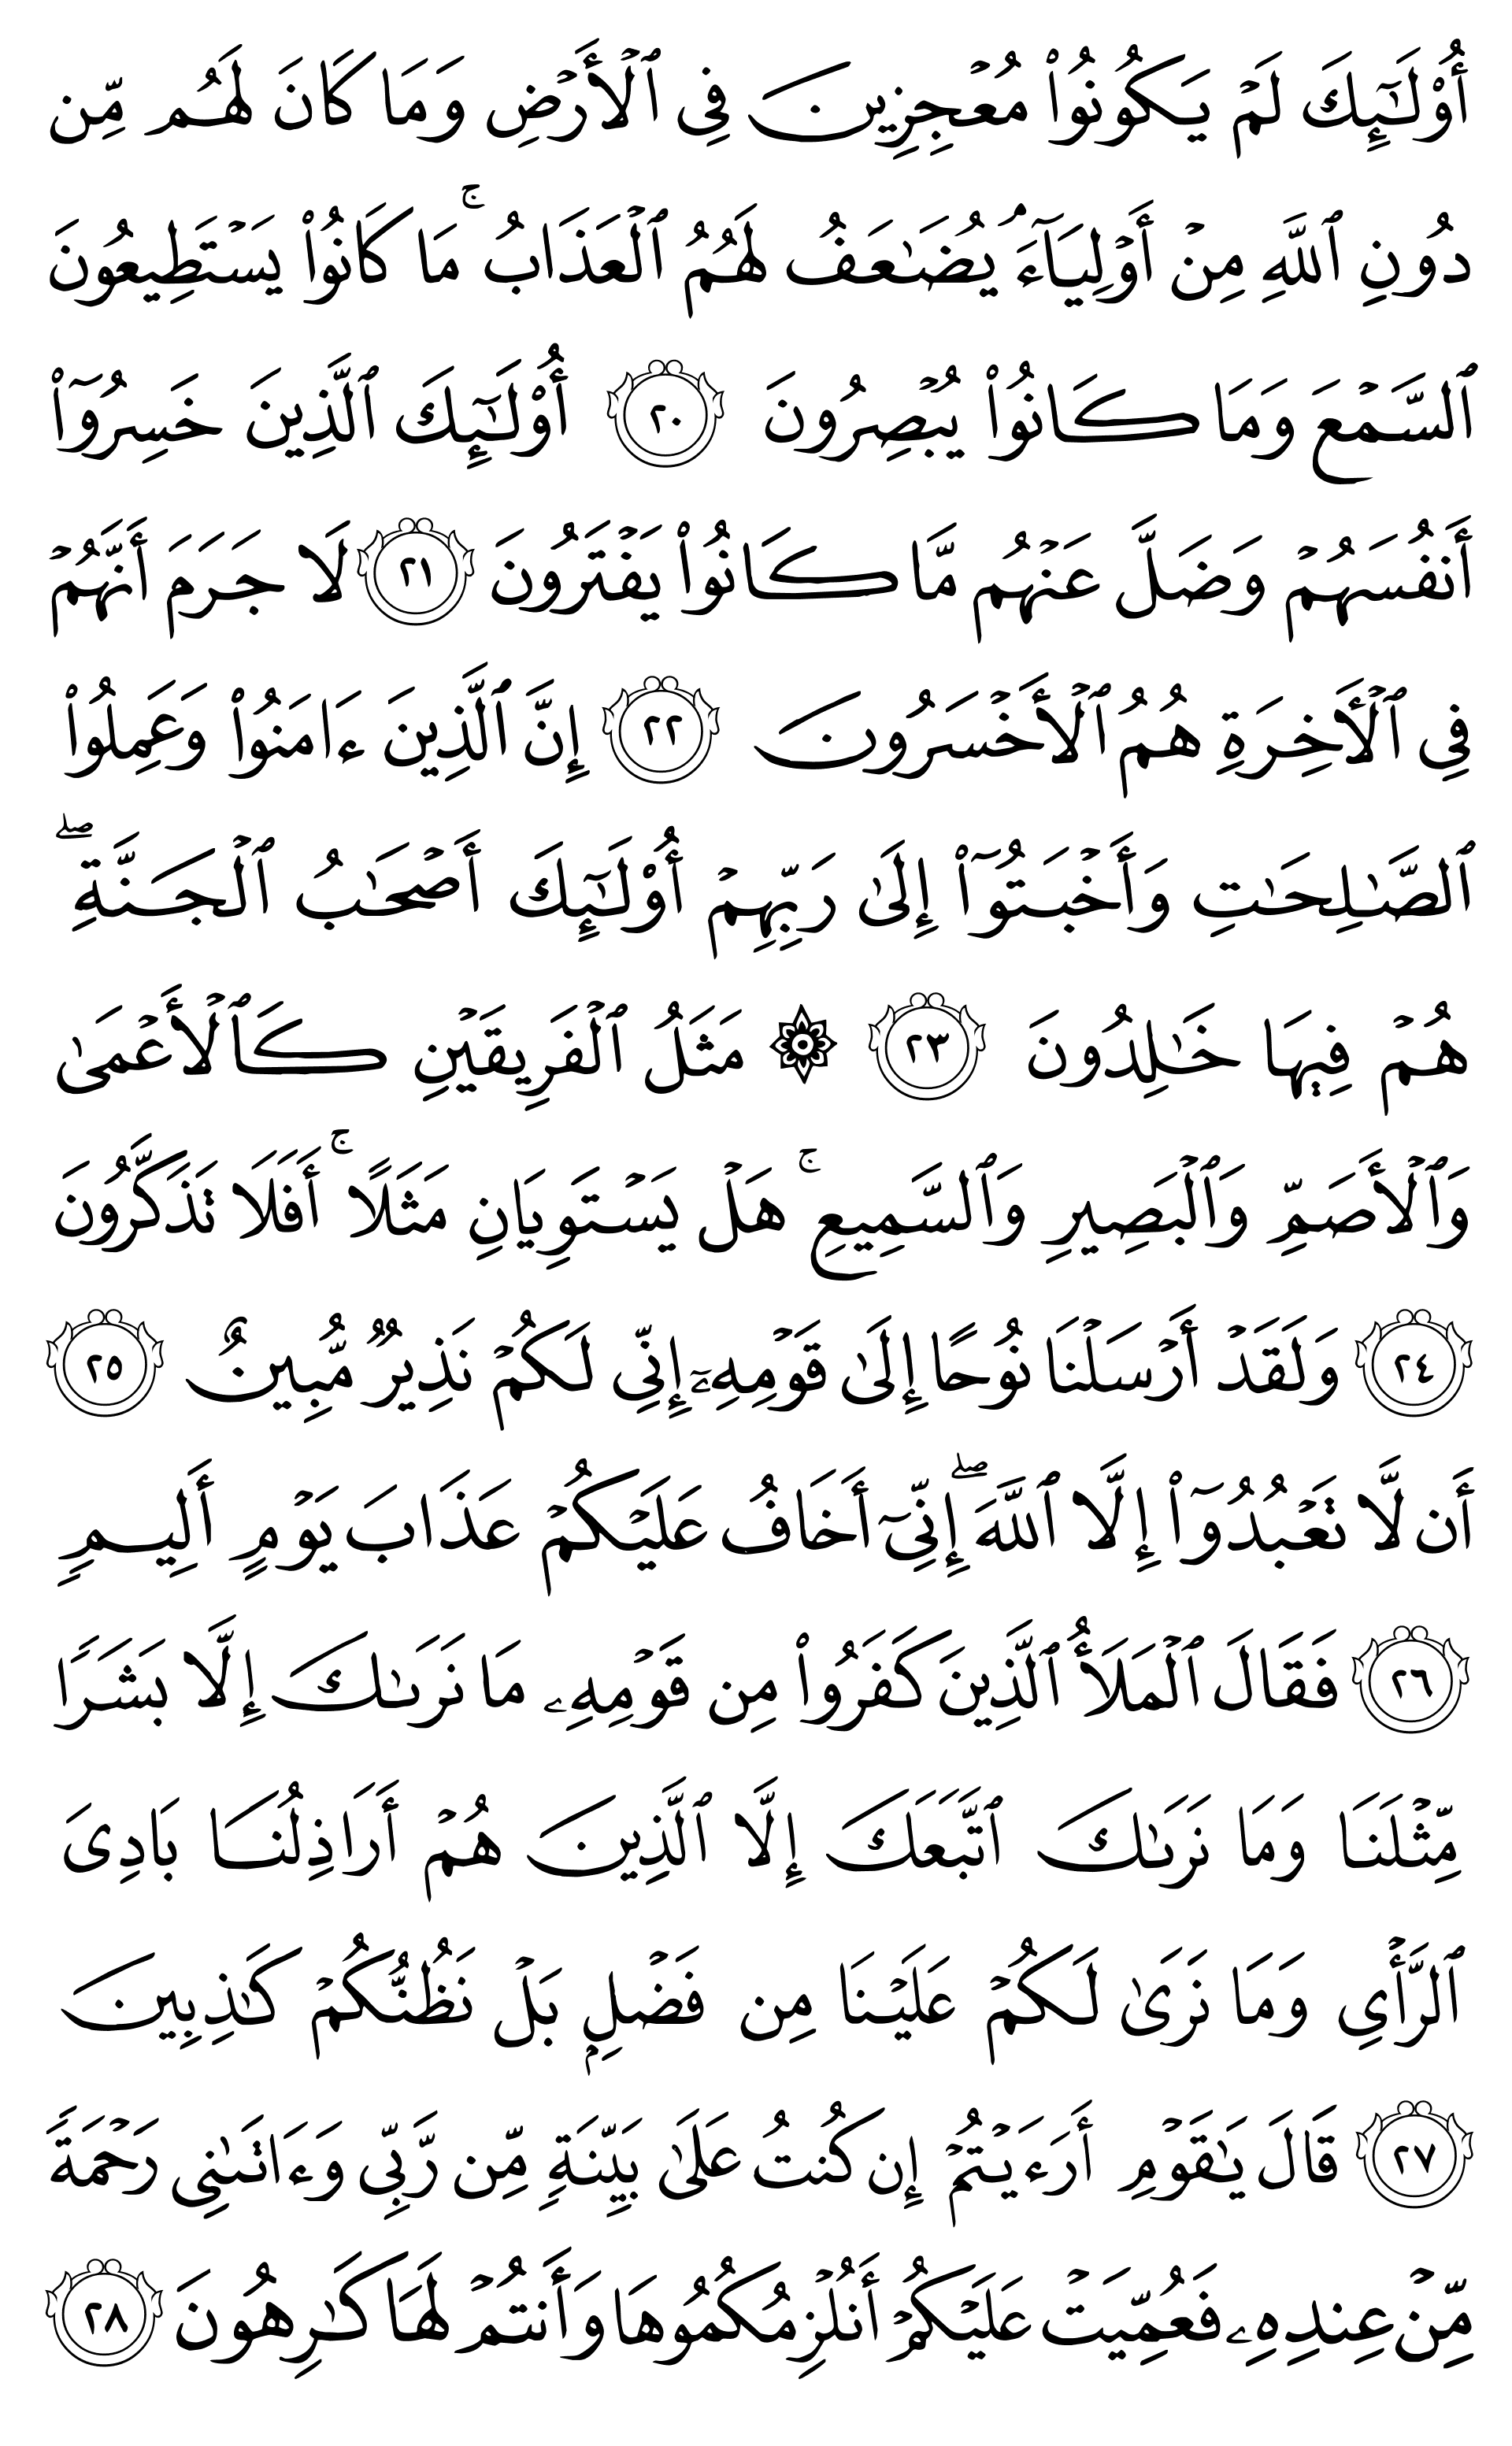 أُوْلَٰٓئِكَ لَمْ يَكُونُواْ مُعْجِزِينَ فِى ٱلْأَرْضِ وَمَا كَانَ لَهُم مِّن
دُونِ ٱللَّهِ مِنْ أَوْلِيَآءَ ۘ يُضَٰعَفُ لَهُمُ ٱلْعَذَابُ ۚ مَا كَانُواْ يَسْتَطِيعُونَ
ٱلسَّمْعَ وَمَا كَانُواْ يُبْصِرُونَ ٢٠ أُوْلَٰٓئِكَ ٱلَّذِينَ خَسِرُوٓاْ
أَنفُسَهُمْ وَضَلَّ عَنْهُم مَّا كَانُواْ يَفْتَرُونَ ٢١ لَا جَرَمَ أَنَّهُمْ
فِى ٱلْأَخِرَةِ هُمُ ٱلْأَخْسَرُونَ ٢٢ إِنَّ ٱلَّذِينَ ءَامَنُواْ وَعَمِلُواْ
ٱلصَّٰلِحَٰتِ وَأَخْبَتُوٓاْ إِلَىٰ رَبِّهِمْ أُوْلَٰٓئِكَ أَصْحَٰبُ ٱلْجَنَّةِ ۖ
هُمْ فِيهَا خَٰلِدُونَ ٢٣ ۞ مَثَلُ ٱلْفَرِيقَيْنِ كَٱلْأَعْمَىٰ
وَٱلْأَصَمِّ وَٱلْبَصِيرِ وَٱلسَّمِيعِ ۚ هَلْ يَسْتَوِيَانِ مَثَلًا ۚ أَفَلَا تَذَكَّرُونَ
٢٤ وَلَقَدْ أَرْسَلْنَا نُوحًا إِلَىٰ قَوْمِهِۦٓ إِنِّى لَكُمْ نَذِيرٌ مُّبِينٌ ٢٥
أَن لَّا تَعْبُدُوٓاْ إِلَّا ٱللَّهَ ۖ إِنِّىٓ أَخَافُ عَلَيْكُمْ عَذَابَ يَوْمٍ أَلِيمٍ
٢٦ فَقَالَ ٱلْمَلَأُ ٱلَّذِينَ كَفَرُواْ مِن قَوْمِهِۦ مَا نَرَىٰكَ إِلَّا بَشَرًا
مِّثْلَنَا وَمَا نَرَىٰكَ ٱتَّبَعَكَ إِلَّا ٱلَّذِينَ هُمْ أَرَاذِلُنَا بَادِىَ
ٱلرَّأْىِ وَمَا نَرَىٰ لَكُمْ عَلَيْنَا مِن فَضْلٍۭ بَلْ نَظُنُّكُمْ كَٰذِبِينَ
٢٧ قَالَ يَٰقَوْمِ أَرَءَيْتُمْ إِن كُنتُ عَلَىٰ بَيِّنَةٍ مِّن رَّبِّى وَءَاتَىٰنِى رَحْمَةً
مِّنْ عِندِهِۦ فَعُمِّيَتْ عَلَيْكُمْ أَنُلْزِمُكُمُوهَا وَأَنتُمْ لَهَا كَٰرِهُونَ ٢٨